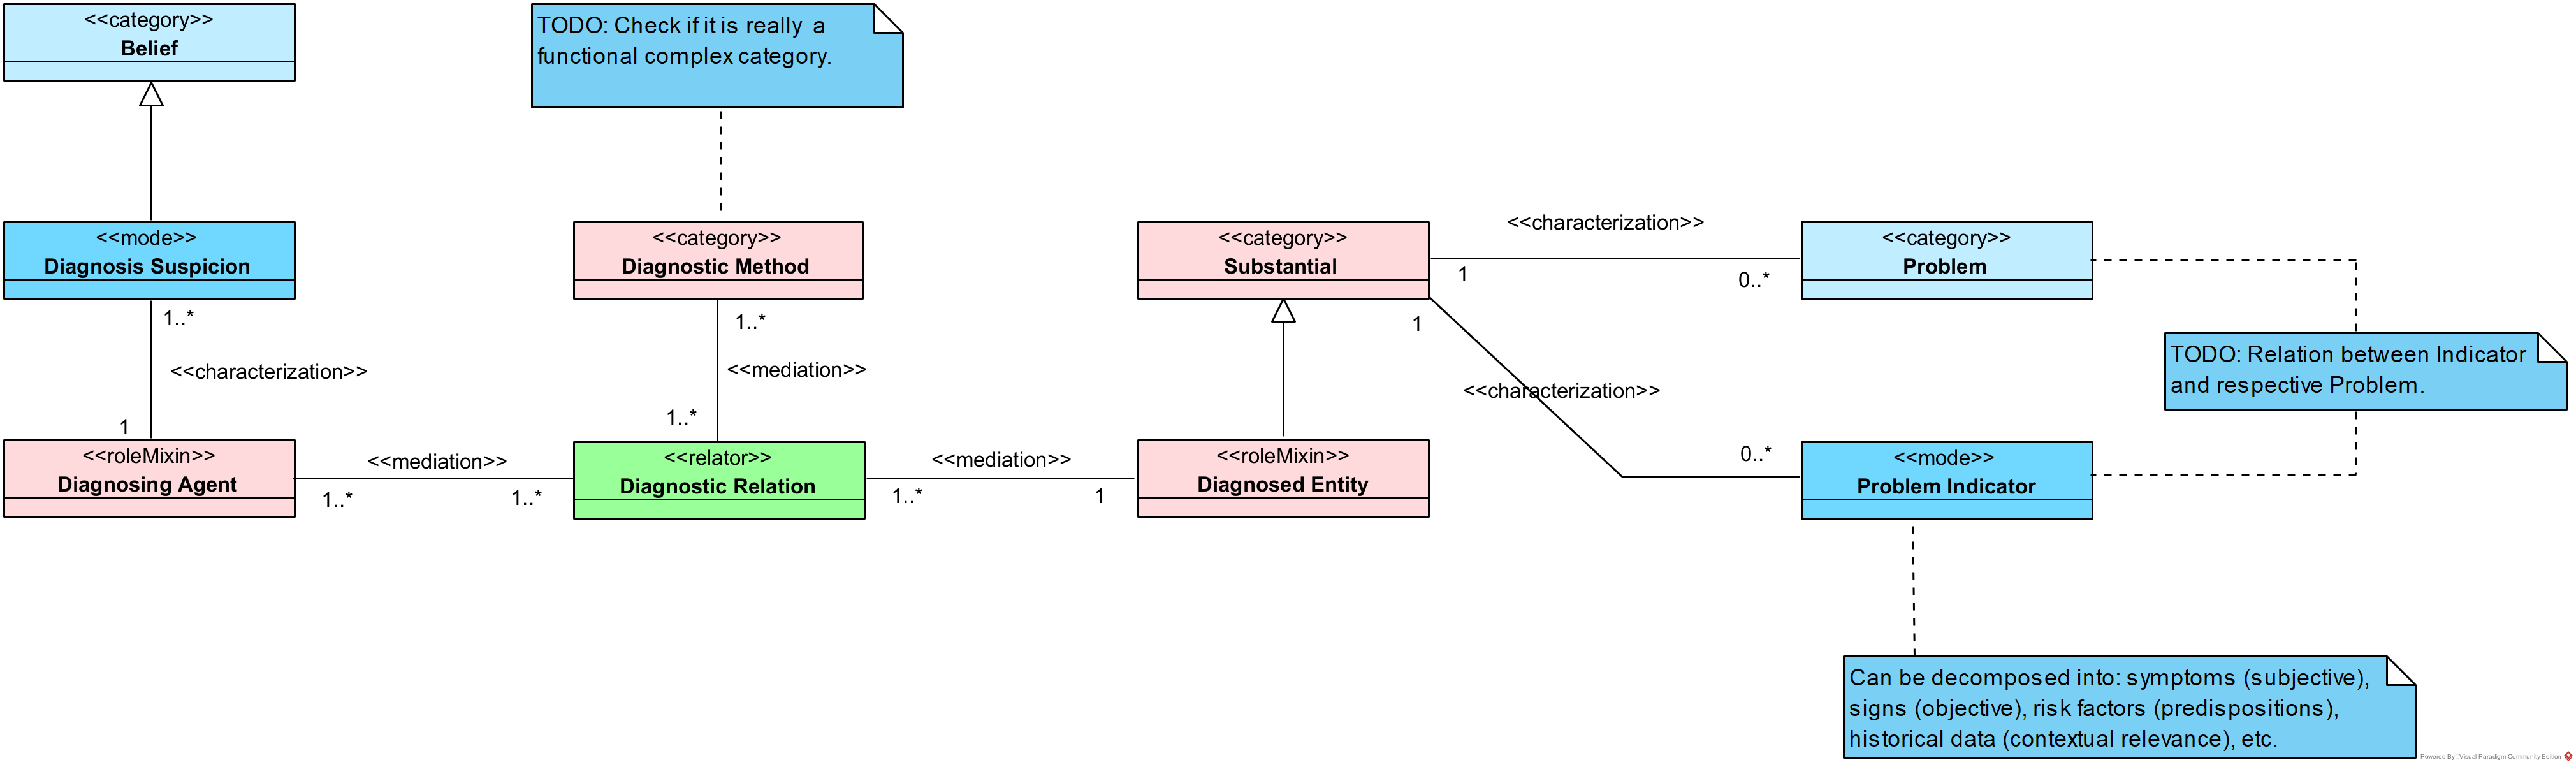 <<category>>
Belief
TODO: Check if it is really a
functional complex category.
<<mode>>
Diagnosis Suspicion
<<category>>
Diagnostic Method
<<category>>
Substantial
<<characterization>>
1
0..*
<<category>>
Problem
1..*
<<characterization>>
1
1..*
<<mediation>>
1..*
1
<<characterization>>
0..*
TODO: Relation between Indicator
and respective Problem.
<<roleMixin>>
Diagnosing Agent
<<mediation>>
1..*
1..*
<<relator>>
Diagnostic Relation
<<mediation>>
1..*
1
<<roleMixin>>
Diagnosed Entity
<<mode>>
Problem Indicator
Can be decomposed into: symptoms (subjective),
signs (objective), risk factors (predispositions),
historical data (contextual relevance), etc.
Powered By: Visual Paradigm Community Edition